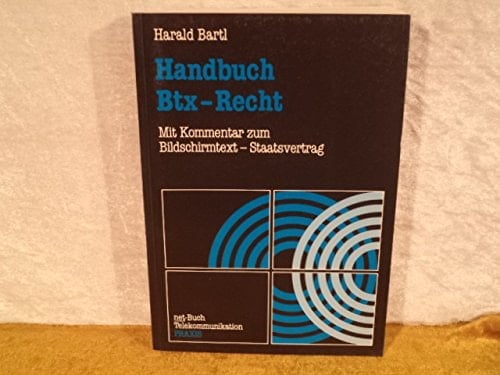 Harald Bartl
Handbuch
Btx–Recht
Mit Kommentar zum
Bildschirmtext – Staatsvertrag
net-Buch
Telekommunikation
PRAXIS